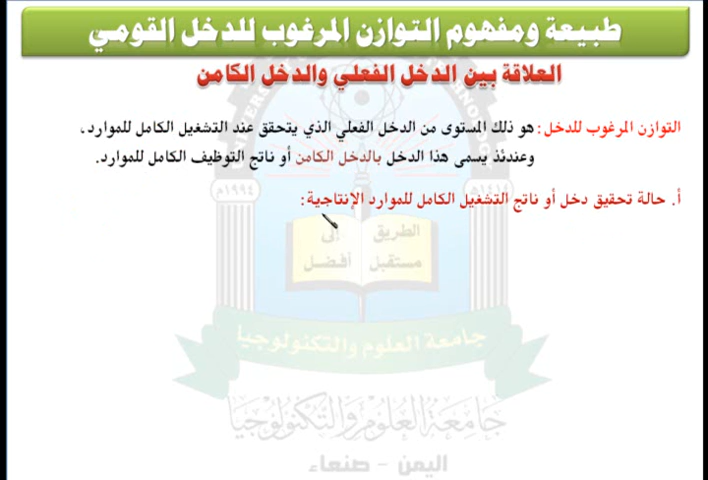 طبيعة ومفهوم التوازن المرغوب للدخل القومي
العلاقة بين الدخل الفعلي والدخل الكامن
التوازن المرغوب للدخل: هو ذلك المستوى من الدخل الفعلي الذي يتحقق عند التشغيل الكامل للموارد،
وعندئذ يسمى هذا الدخل بالدخل الكامن أو ناتج التوظيف الكامل للموارد.
أ. حالة تحقيق دخل أو ناتج التشغيل الكامل للموارد الإنتاجية:
١٩٩٤م
الطريق إلى
مستقبل أفضل
جامعة العلوم والتكنولوجيا
جامعة العلوم والتكنولوجيا
اليمن - صنعاء